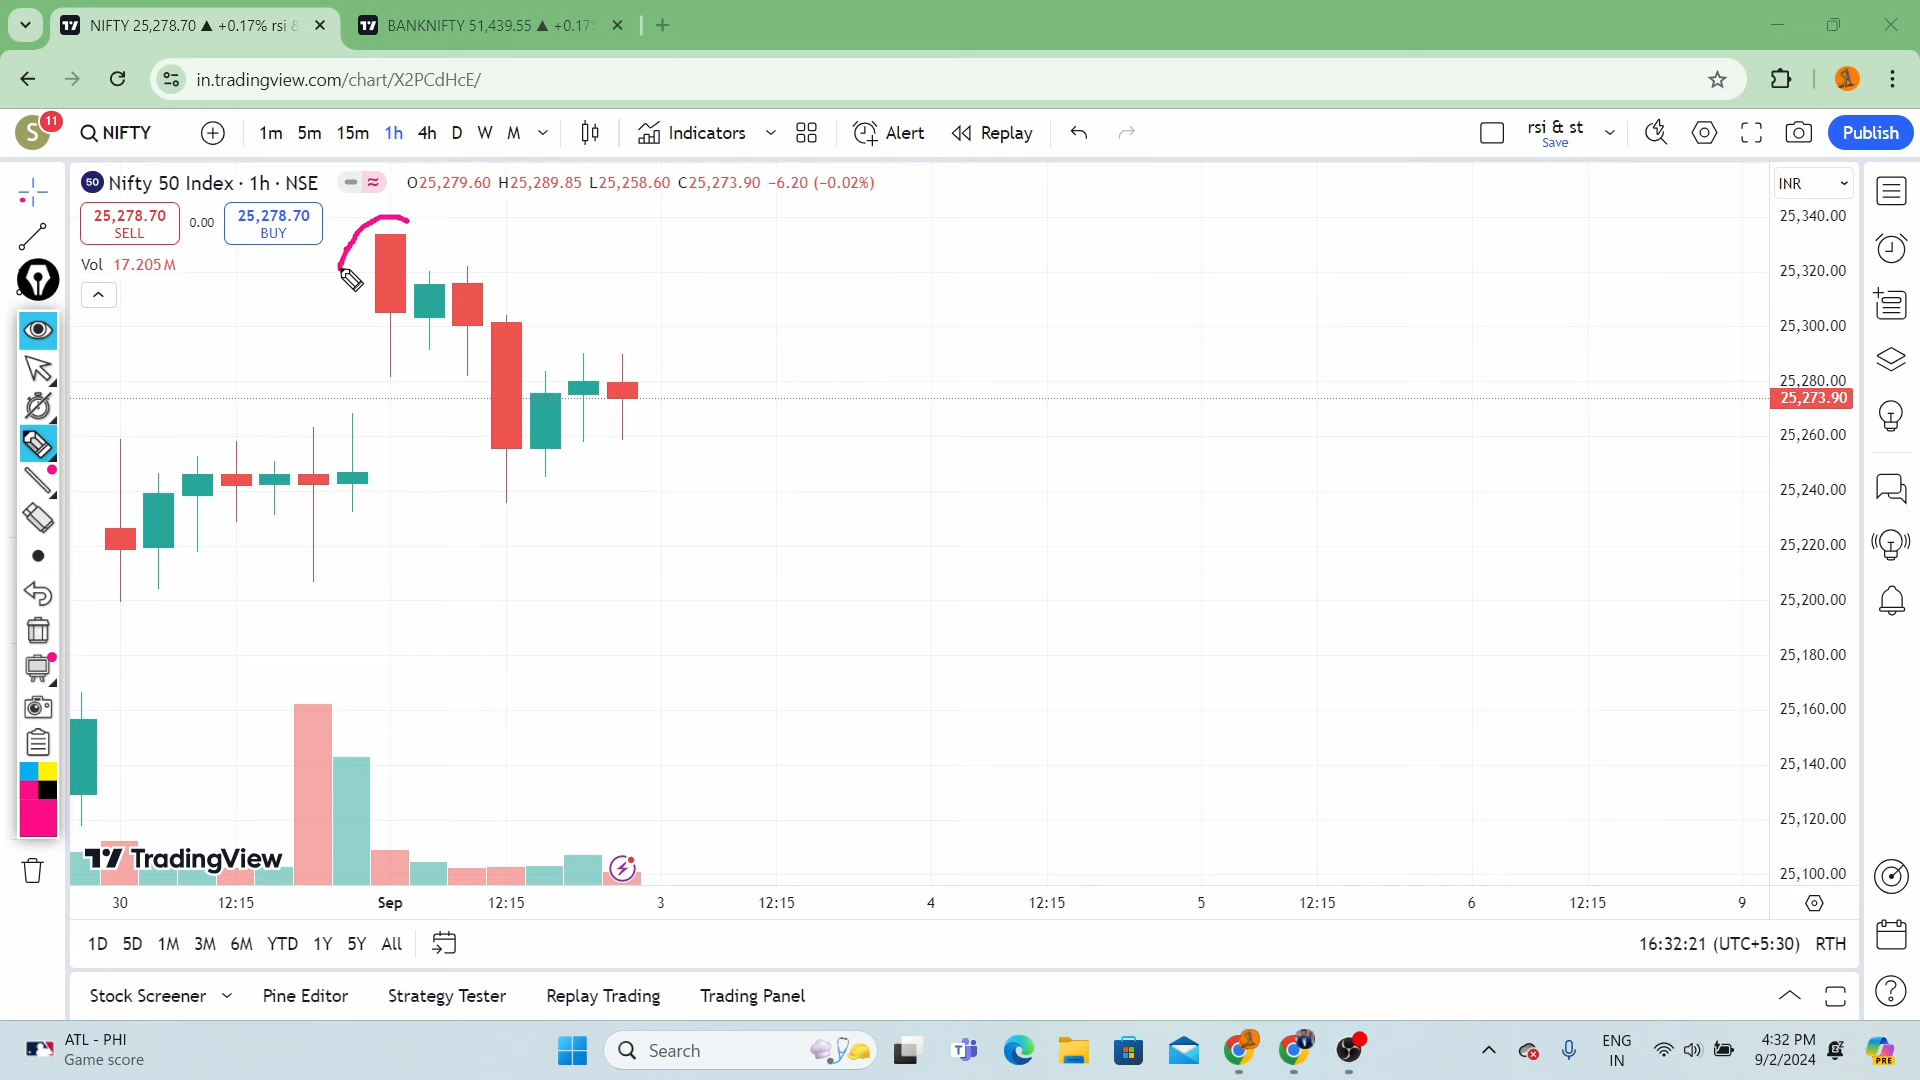 NIFTY 25,278.70 ▲ +0.17% rsi &
BANKNIFTY 51,439.55 ▲ +0.17%
in.tradingview.com/chart/X2PCdHcE/
S
11
NIFTY
1m 5m 15m 1h 4h D W M
Indicators
Alert
Replay
rsi & st
Save
Publish
50
Nifty 50 Index · 1h · NSE
O25,279.60 H25,289.85 L25,258.60 C25,273.90 −6.20 (−0.02%)
INR
25,278.70
SELL
0.00
25,278.70
BUY
Vol 17.205M
25,340.00
25,320.00
25,300.00
25,280.00
25,273.90
25,260.00
25,240.00
25,220.00
25,200.00
25,180.00
25,160.00
25,140.00
25,120.00
25,100.00
TradingView
30 12:15 Sep 12:15 3 12:15 4 12:15 5 12:15 6 12:15 9
1D 5D 1M 3M 6M YTD 1Y 5Y All
16:32:21 (UTC+5:30) RTH
Stock Screener Pine Editor Strategy Tester Replay Trading Trading Panel
ATL - PHI
Game score
Search
ENG
IN
4:32 PM
9/2/2024
PRE